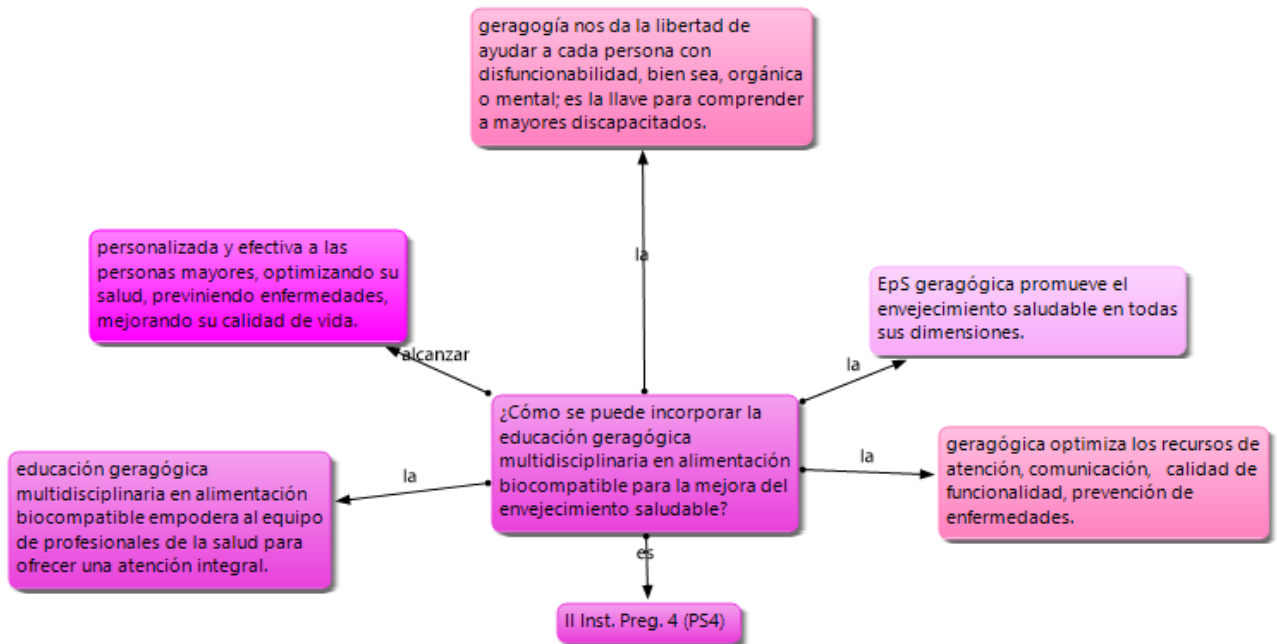 geragogía nos da la libertad de
ayudar a cada persona con
disfuncionabilidad, bien sea, orgánica
o mental; es la llave para comprender
a mayores discapacitados.
la
personalizada y efectiva a las
personas mayores, optimizando su
salud, previniendo enfermedades,
mejorando su calidad de vida.
alcanzar
EpS geragógica promueve el
envejecimiento saludable en todas
sus dimensiones.
la
¿Cómo se puede incorporar la
educación geragógica
multidisciplinaria en alimentación
biocompatible para la mejora del
envejecimiento saludable?
la
geragógica optimiza los recursos de
atención, comunicación, calidad de
funcionalidad, prevención de
enfermedades.
la
educación geragógica
multidisciplinaria en alimentación
biocompatible empodera al equipo
de profesionales de la salud para
ofrecer una atención integral.
es
II Inst. Preg. 4 (PS4)